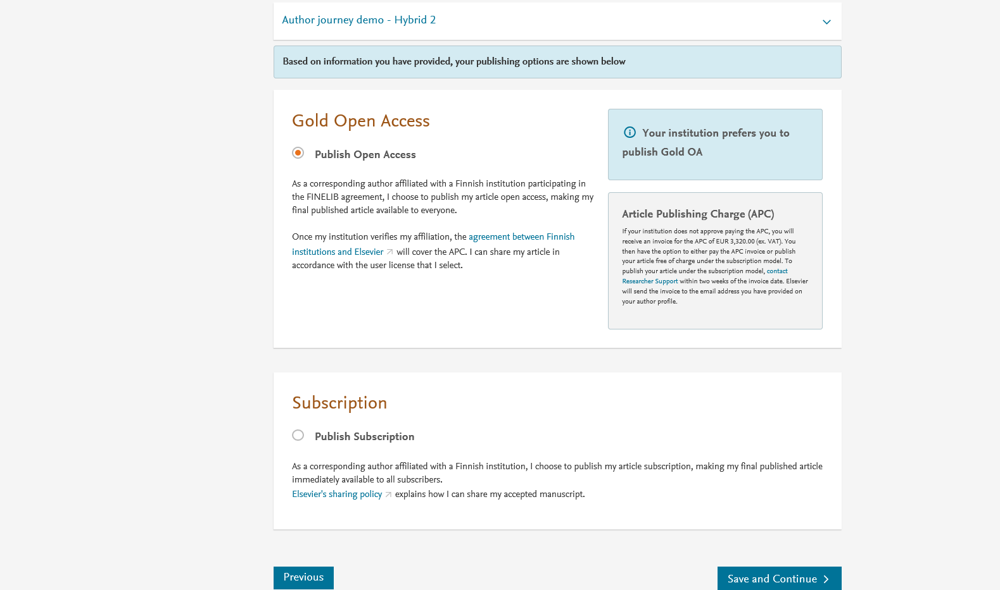 Author journey demo - Hybrid 2
Based on information you have provided, your publishing options are shown below
Gold Open Access
Publish Open Access
As a corresponding author affiliated with a Finnish institution participating in
the FINELIB agreement, I choose to publish my article open access, making my
final published article available to everyone.
Once my institution verifies my affiliation, the agreement between Finnish
institutions and Elsevier will cover the APC. I can share my article in
accordance with the user license that I select.
Your institution prefers you to
publish Gold OA
Article Publishing Charge (APC)
If your institution does not approve paying the APC, you will
receive an invoice for the APC of EUR 3,320.00 (ex. VAT). You
then have the option to either pay the APC invoice or publish
your article free of charge under the subscription model. To
publish your article under the subscription model, contact
Researcher Support within two weeks of the invoice date. Elsevier
will send the invoice to the email address you have provided on
your author profile.
Subscription
Publish Subscription
As a corresponding author affiliated with a Finnish institution, I choose to publish my article subscription, making my final published article
immediately available to all subscribers.
Elsevier's sharing policy explains how I can share my accepted manuscript.
Previous
Save and Continue